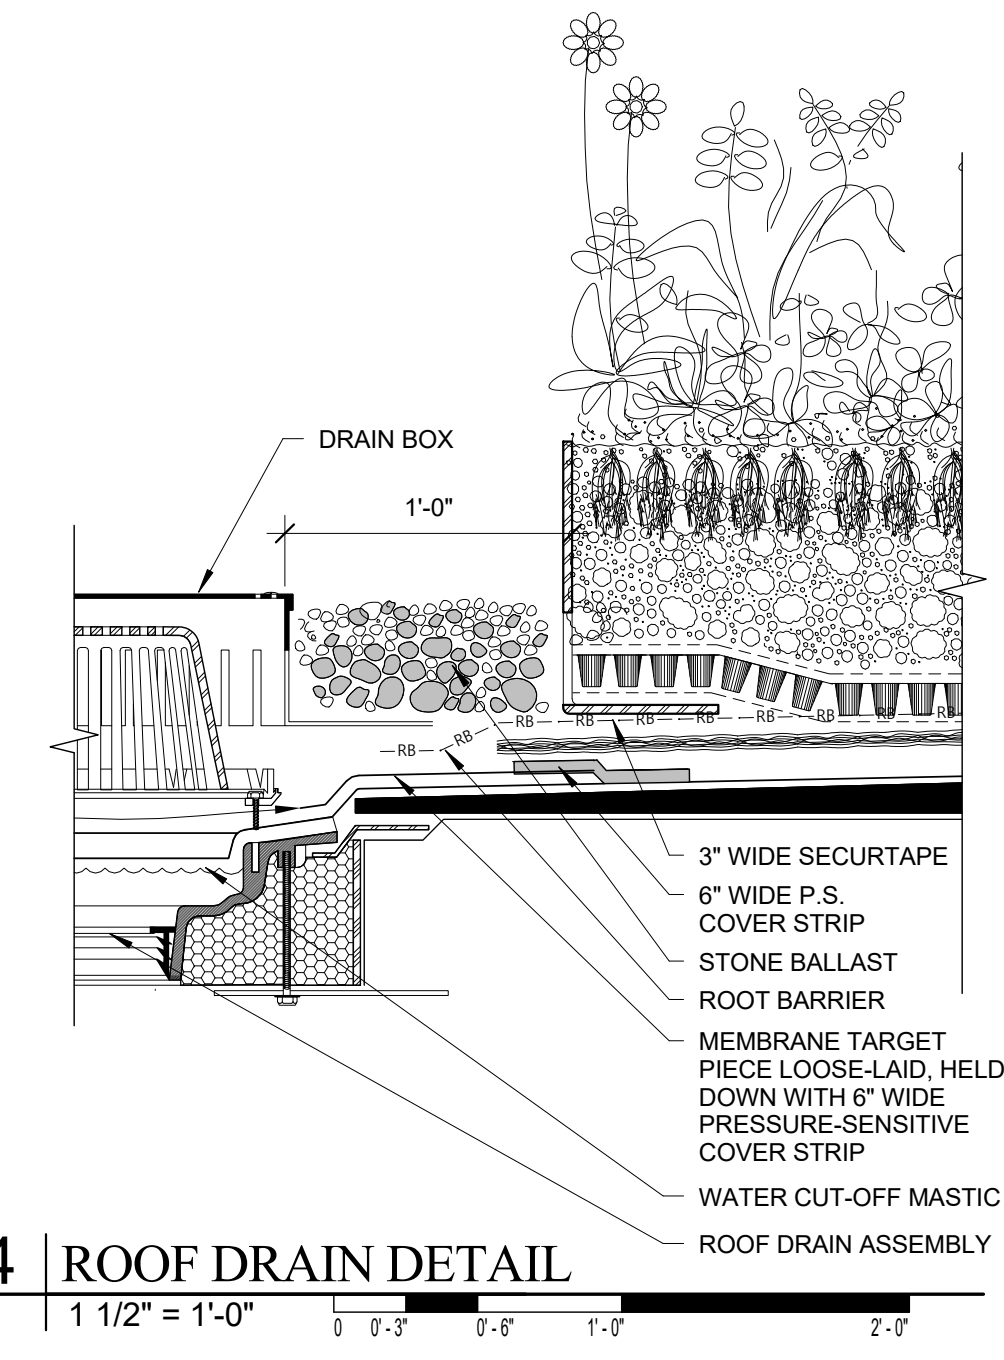 DRAIN BOX
1'-0"
RB
RB
RB
RB
RB
RB
RB
RB
RB
RB
3" WIDE SECURTAPE
6" WIDE P.S.
COVER STRIP
STONE BALLAST
ROOT BARRIER
MEMBRANE TARGET
PIECE LOOSE-LAID, HELD
DOWN WITH 6" WIDE
PRESSURE-SENSITIVE
COVER STRIP
WATER CUT-OFF MASTIC
ROOF DRAIN ASSEMBLY
4
ROOF DRAIN DETAIL
1 1/2" = 1'-0"
0 0' - 3" 0' - 6" 1' - 0" 2' - 0"